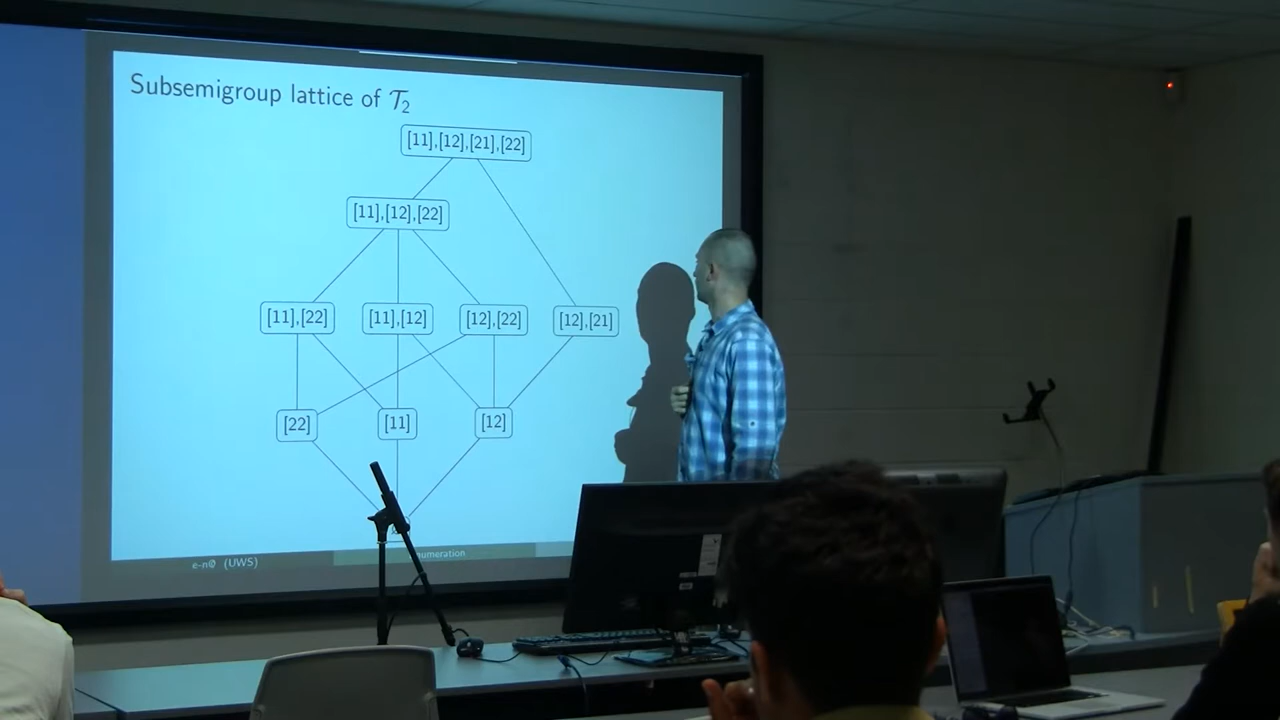 Subsemigroup lattice of 𝒯₂
[11],[12],[21],[22]
[11],[12],[22]
[11],[22] [11],[12] [12],[22] [12],[21]
[22] [11] [12]
e-n@ (UWS)